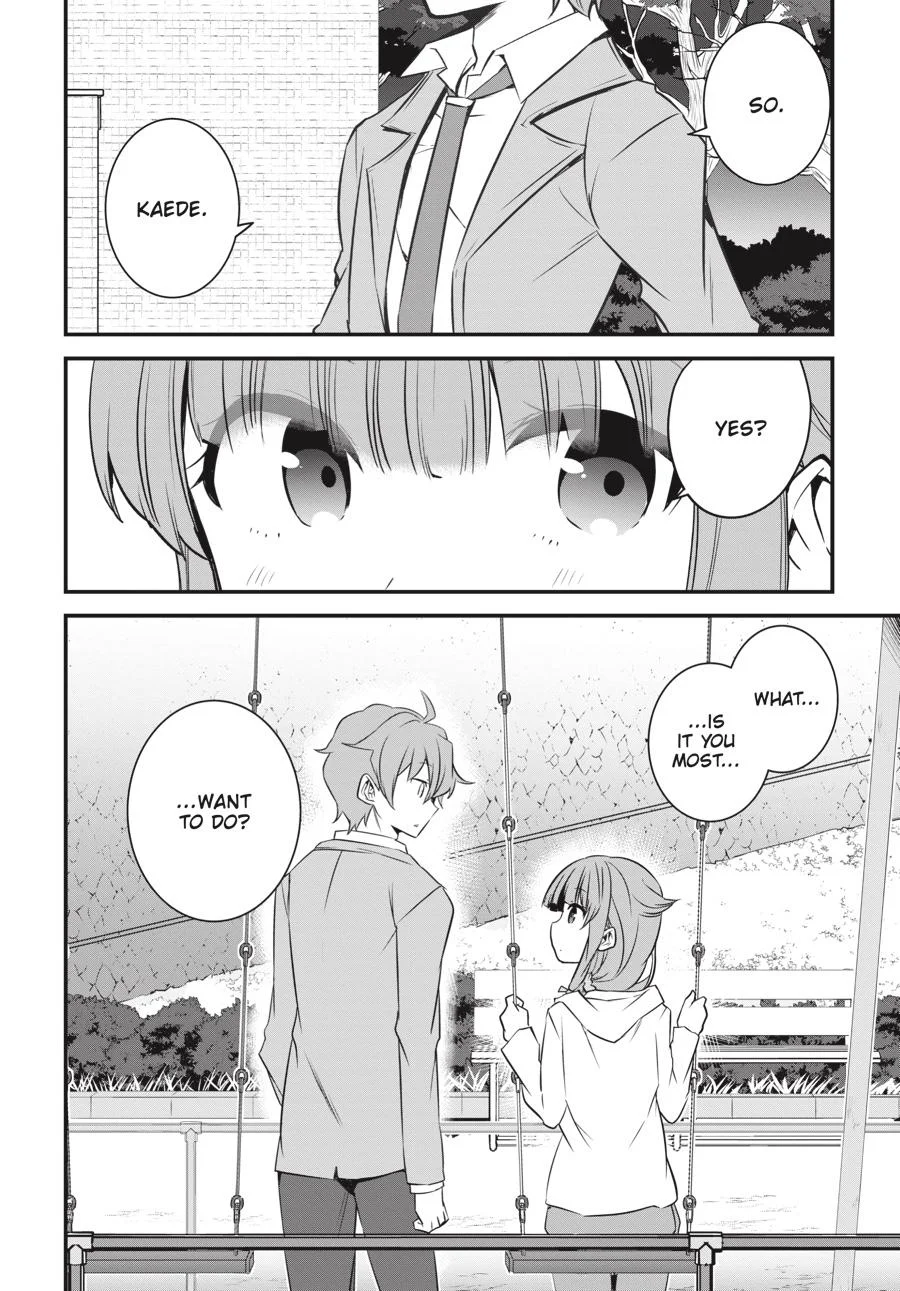 SO.
KAEDE.
YES?
WHAT...
...IS
IT YOU
MOST...
...WANT
TO DO?